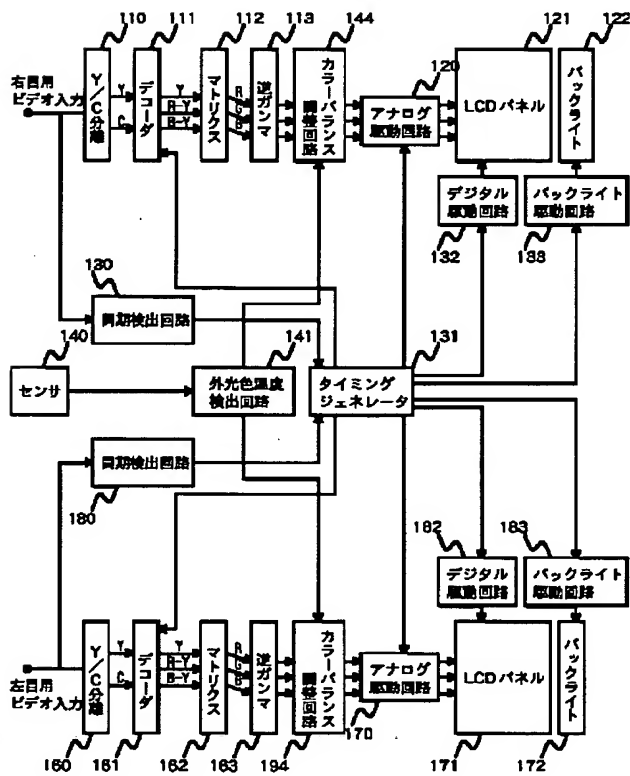 110
111
112
113
144
121
122
右目用
ビデオ入力
Y/C分離
Y
C
デコーダ
Y
R-Y
B-Y
マトリクス
R
G
B
逆ガンマ
カラーバランス
調整回路
120
アナログ
駆動回路
LCDパネル
バックライト
デジタル
駆動回路
132
バックライト
駆動回路
133
130
同期検出回路
140
センサ
141
外光色温度
検出回路
131
タイミング
ジェネレータ
同期検出回路
180
182
デジタル
駆動回路
183
バックライト
駆動回路
左目用
ビデオ入力
Y/C分離
Y
C
デコーダ
Y
R-Y
B-Y
マトリクス
R
G
B
逆ガンマ
カラーバランス
調整回路
アナログ
駆動回路
170
LCDパネル
バックライト
160
161
162
163
194
171
172